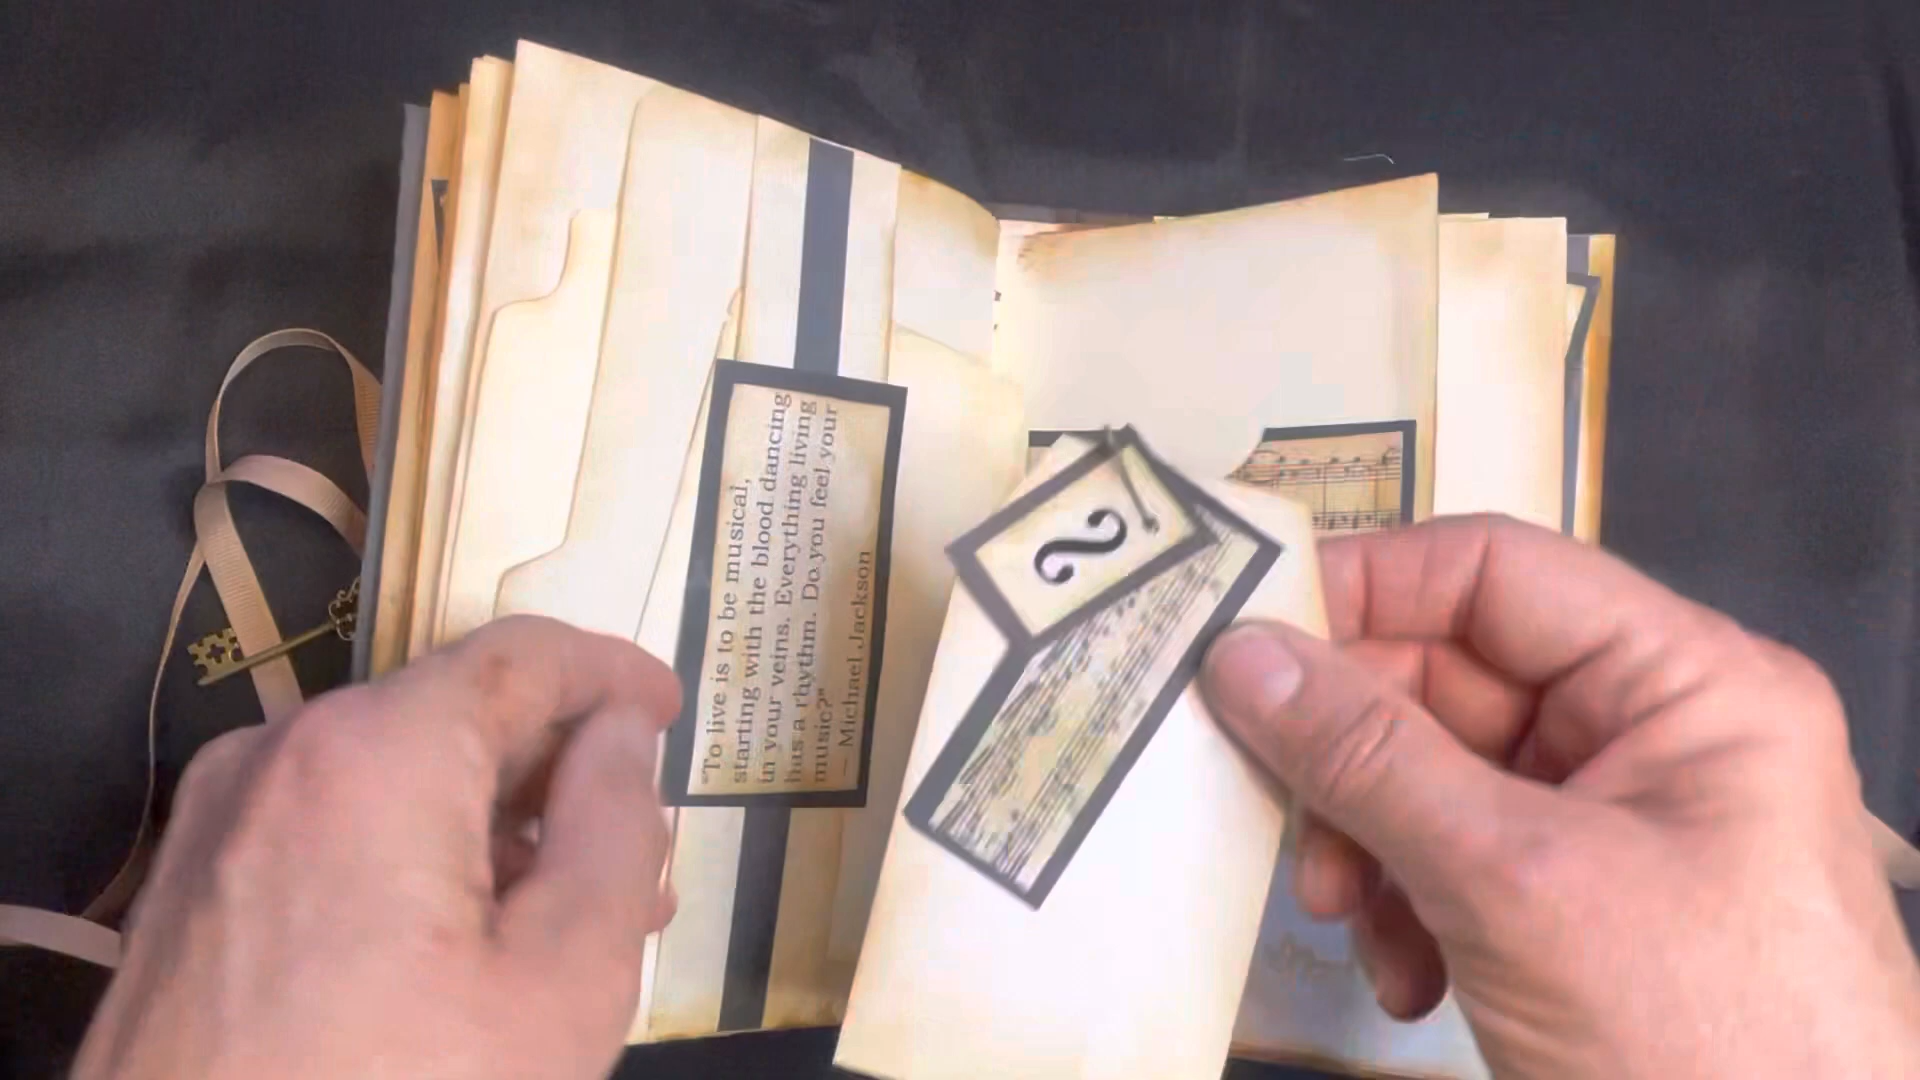 "To live is to be musical,
starting with the blood dancing
in your veins. Everything living
has a rhythm. Do you feel your
music?"
— Michael Jackson